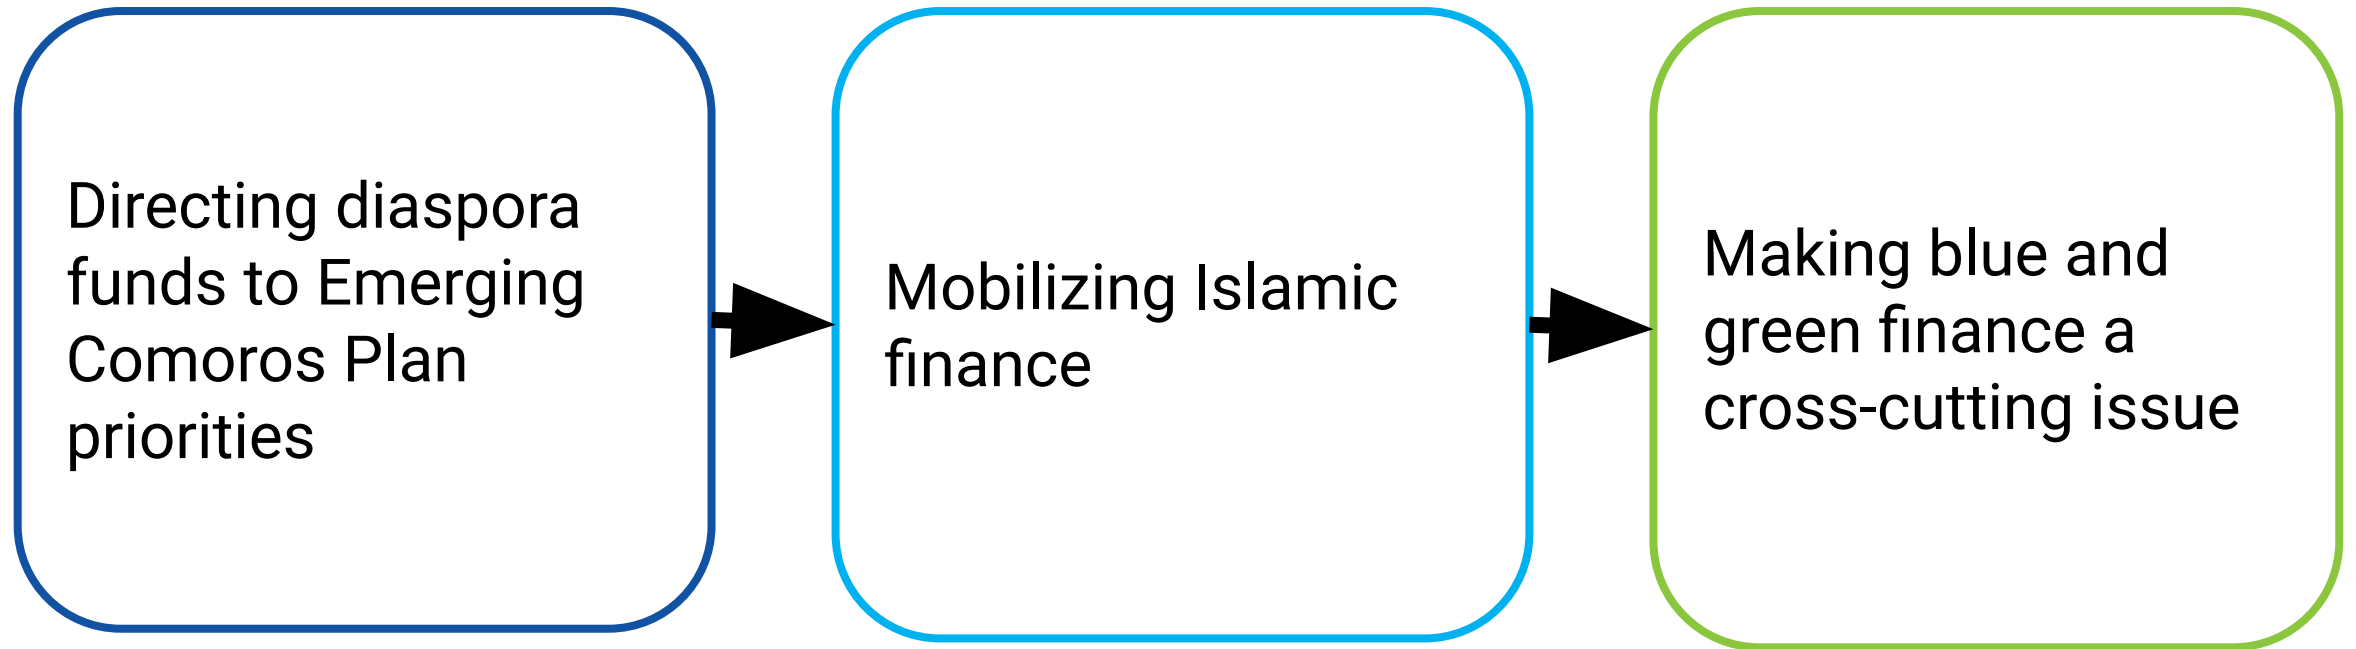 Directing diaspora
funds to Emerging
Comoros Plan
priorities
Mobilizing Islamic
finance
Making blue and
green finance a
cross-cutting issue